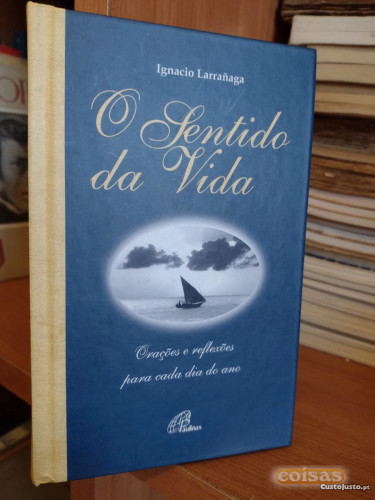 Ignacio Larrañaga
O Sentido
da Vida
Orações e reflexões
para cada dia do ano
Paulinas
coisas
Custojusto.pt